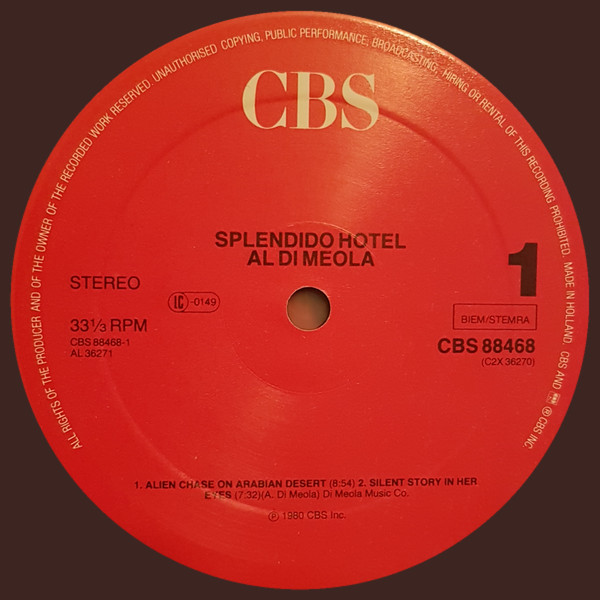 ALL RIGHTS OF THE PRODUCER AND OF THE OWNER OF THE RECORDED WORK RESERVED. UNAUTHORISED COPYING, PUBLIC PERFORMANCE, BROADCASTING, HIRING OR RENTAL OF THIS RECORDING PROHIBITED. MADE IN HOLLAND. CBS AND ℗ CBS INC.
CBS
SPLENDIDO HOTEL
AL DI MEOLA
1
STEREO
LC-0149
BIEM/STEMRA
33⅓ RPM
CBS 88468-1
AL 36271
CBS 88468
(C2X 36270)
1. ALIEN CHASE ON ARABIAN DESERT (8:54) 2. SILENT STORY IN HER
EYES (7:32)(A. Di Meola) Di Meola Music Co.
℗ 1980 CBS Inc.